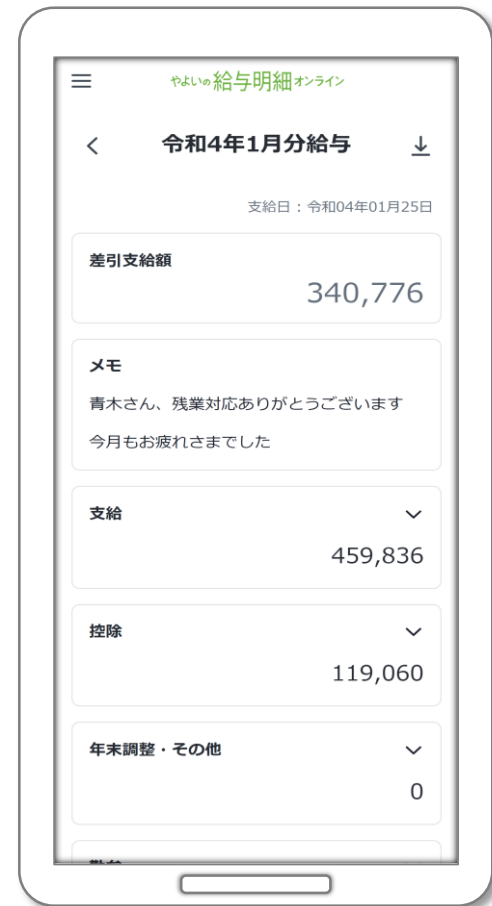 やよいの給与明細オンライン
令和4年1月分給与
支給日：令和04年01月25日
差引支給額
340,776
メモ
青木さん、残業対応ありがとうございます
今月もお疲れさまでした
支給
459,836
控除
119,060
年末調整・その他
0